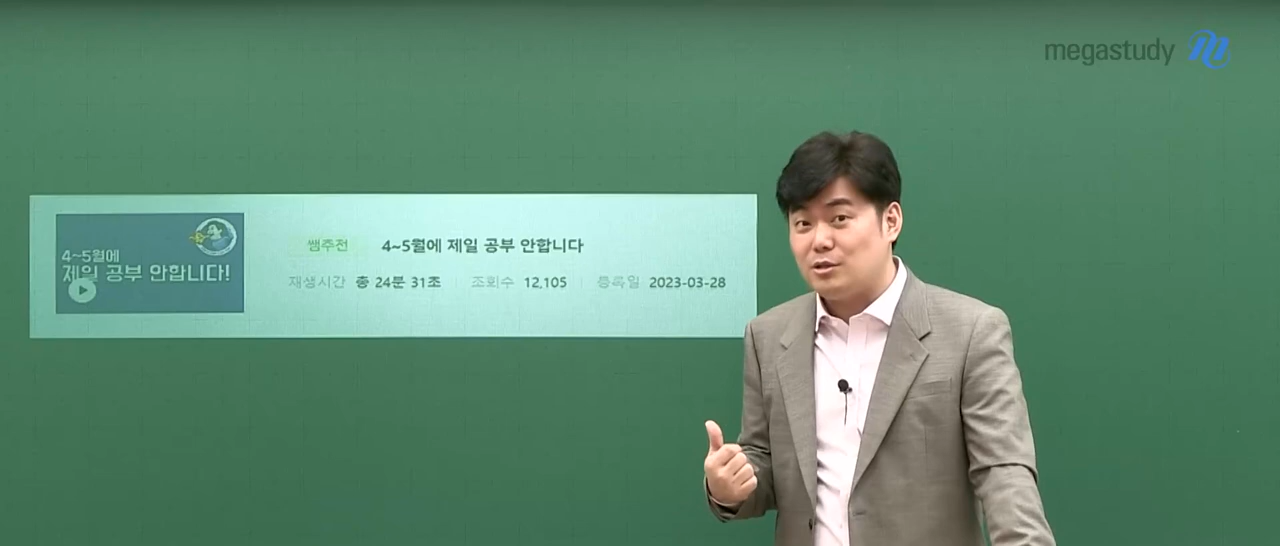 megastudy
4~5월에
제일 공부 안합니다!
쌤추전 4~5월에 제일 공부 안합니다
재생시간 총 24분 31초 조회수 12,105 등록일 2023-03-28